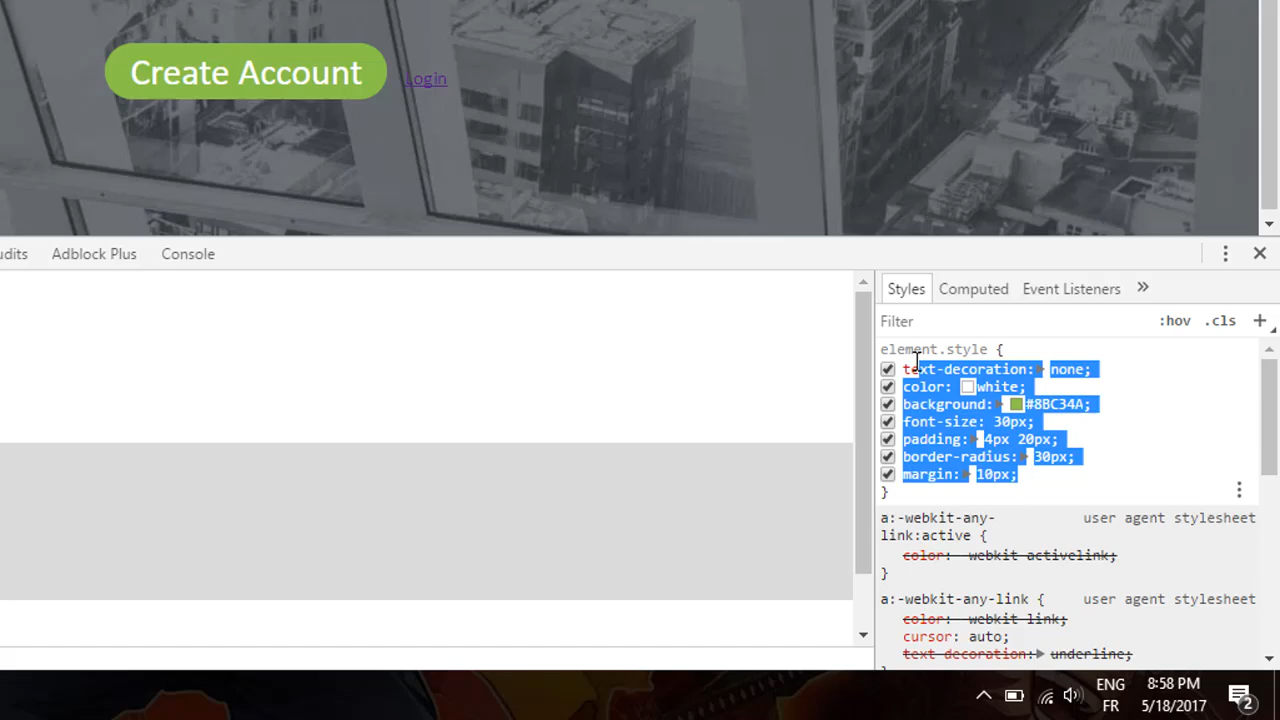 Create Account
Login
udits Adblock Plus Console
Styles Computed Event Listeners »
Filter :hov .cls +
element.style {
text-decoration: none;
color: white;
background: #8BC34A;
font-size: 30px;
padding: 4px 20px;
border-radius: 30px;
margin: 10px;
}
a:-webkit-any- user agent stylesheet
link:active {
color: -webkit-activelink;
}
a:-webkit-any-link { user agent stylesheet
color: -webkit-link;
cursor: auto;
text-decoration: underline;
ENG 8:58 PM
FR 5/18/2017 2